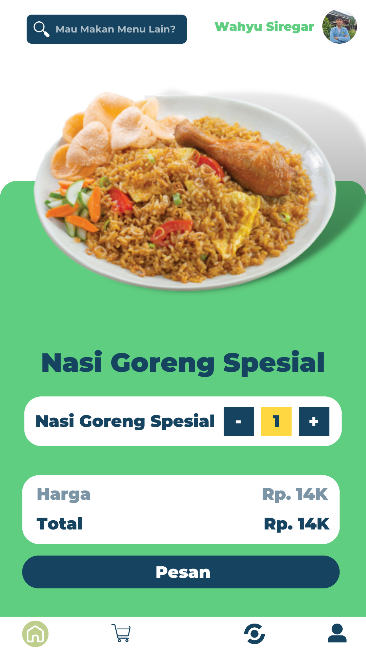 Mau Makan Menu Lain?
Wahyu Siregar
Nasi Goreng Spesial
Nasi Goreng Spesial - 1 +
Harga Rp. 14K
Total Rp. 14K
Pesan